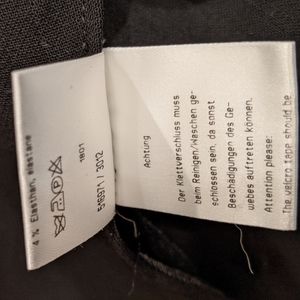 4 % Elasthan, elastane
1801
516971 / 3012
Achtung
Der Klettverschluss muss
beim Reinigen/Waschen ge-
schlossen sein, da sonst
Beschädigungen des Ge-
webes auftreten können.
Attention please:
The velcro tape should be